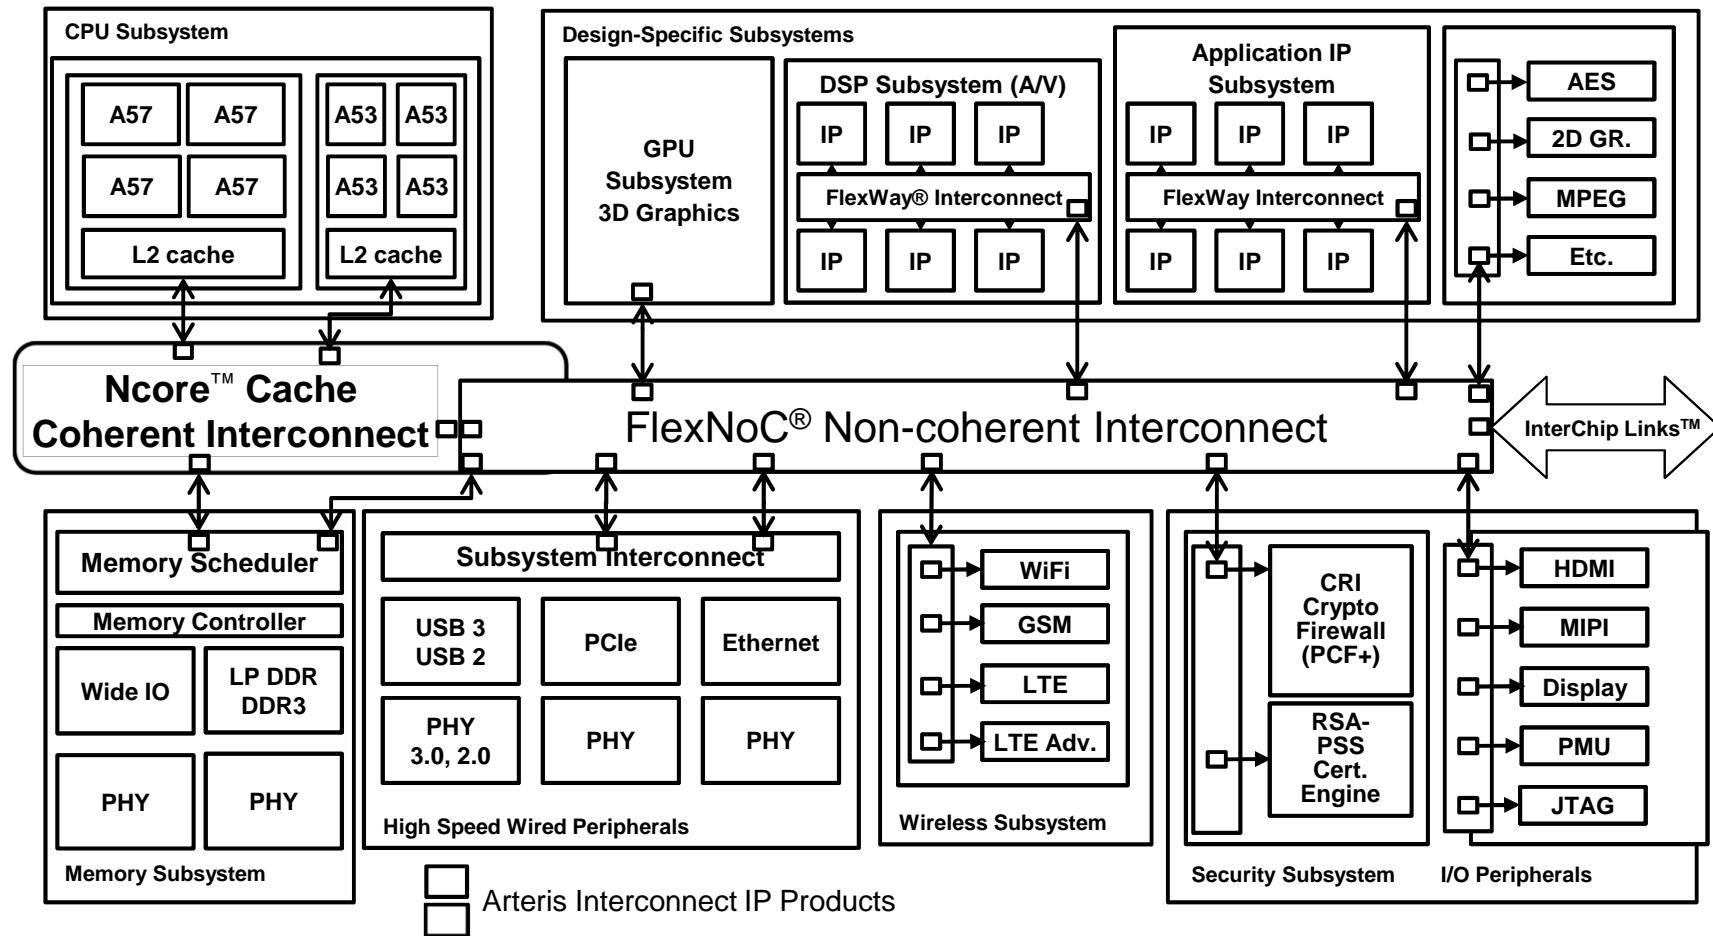 CPU Subsystem
A57
A57
A57
A57
L2 cache
A53
A53
A53
A53
L2 cache
Design-Specific Subsystems
GPU
Subsystem
3D Graphics
DSP Subsystem (A/V)
IP
IP
IP
FlexWay® Interconnect
IP
IP
IP
Application IP
Subsystem
IP
IP
IP
FlexWay Interconnect
IP
IP
IP
AES
2D GR.
MPEG
Etc.
Ncore™ Cache
Coherent Interconnect
FlexNoC® Non-coherent Interconnect
InterChip Links™
Memory Scheduler
Memory Controller
Wide IO
LP DDR
DDR3
PHY
PHY
Memory Subsystem
Subsystem Interconnect
USB 3
USB 2
PCIe
Ethernet
PHY
3.0, 2.0
PHY
PHY
High Speed Wired Peripherals
WiFi
GSM
LTE
LTE Adv.
Wireless Subsystem
CRI
Crypto
Firewall
(PCF+)
RSA-
PSS
Cert.
Engine
Security Subsystem
HDMI
MIPI
Display
PMU
JTAG
I/O Peripherals
Arteris Interconnect IP Products